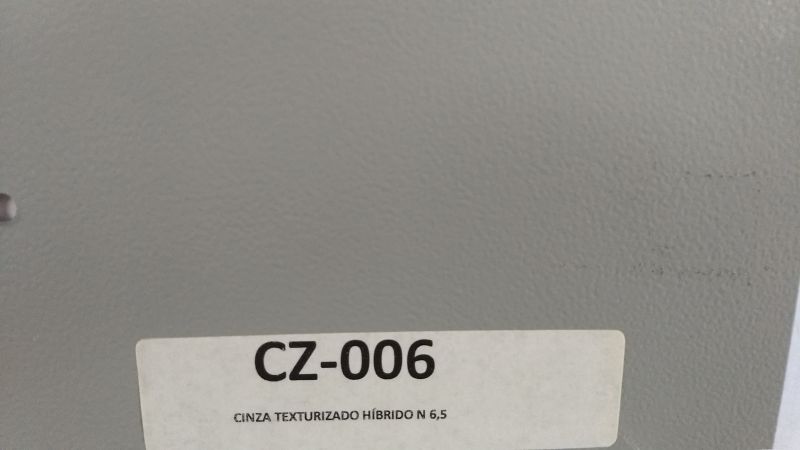 CZ-006
CINZA TEXTURIZADO HÍBRIDO N 6,5